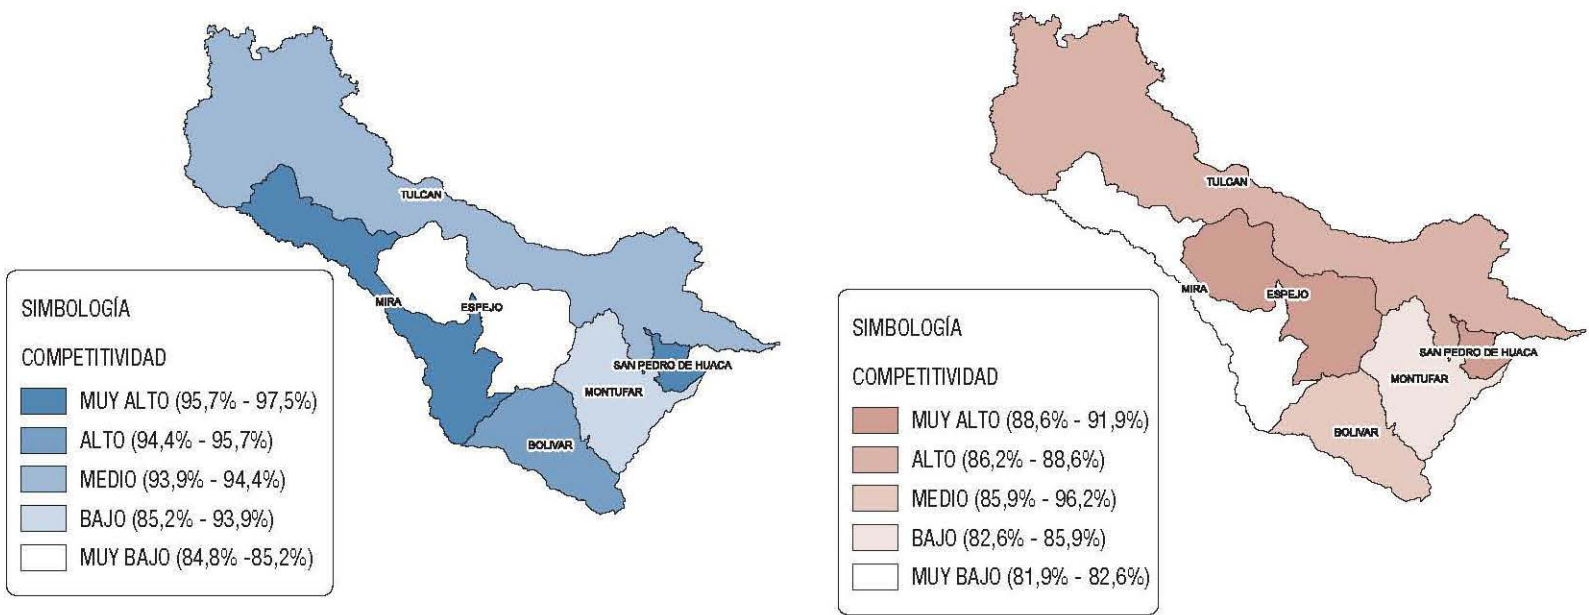 TULCAN
MIRA
ESPEJO
SAN PEDRO DE HUACA
MONTUFAR
BOLIVAR
SIMBOLOGÍA
COMPETITIVIDAD
MUY ALTO (95,7% - 97,5%)
ALTO (94,4% - 95,7%)
MEDIO (93,9% - 94,4%)
BAJO (85,2% - 93,9%)
MUY BAJO (84,8% -85,2%)
TULCAN
MIRA
ESPEJO
SAN PEDRO DE HUACA
MONTUFAR
BOLIVAR
SIMBOLOGÍA
COMPETITIVIDAD
MUY ALTO (88,6% - 91,9%)
ALTO (86,2% - 88,6%)
MEDIO (85,9% - 96,2%)
BAJO (82,6% - 85,9%)
MUY BAJO (81,9% - 82,6%)